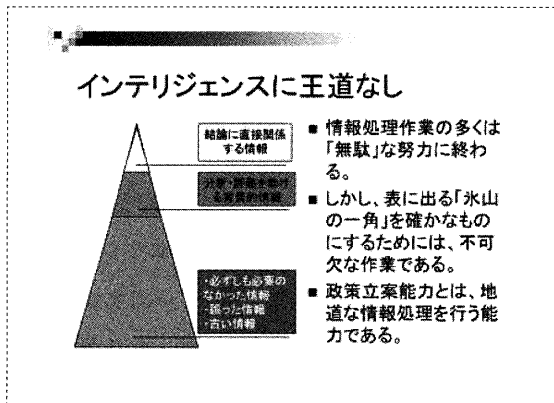 インテリジェンスに王道なし
結論に直接関係
する情報
・必ずしも必要の
なかった情報
・誤った情報
・古い情報
■ 情報処理作業の多くは
「無駄」な努力に終わ
る。
■ しかし、表に出る「氷山
の一角」を確かなもの
にするためには、不可
欠な作業である。
■ 政策立案能力とは、地
道な情報処理を行う能
力である。